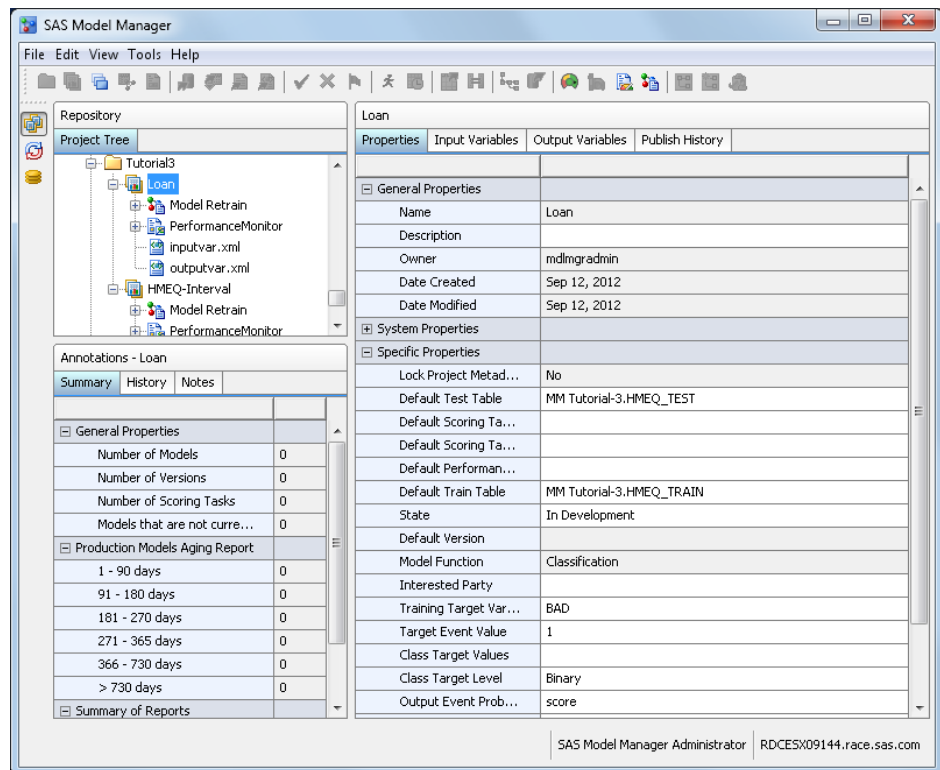 SAS Model Manager
File Edit View Tools Help
Repository
Project Tree
Tutorial3
Loan
Model Retrain
PerformanceMonitor
inputvar.xml
outputvar.xml
HMEQ-Interval
Model Retrain
PerformanceMonitor
Annotations - Loan
Summary History Notes
General Properties
Number of Models 0
Number of Versions 0
Number of Scoring Tasks 0
Models that are not curre... 0
Production Models Aging Report
1 - 90 days 0
91 - 180 days 0
181 - 270 days 0
271 - 365 days 0
366 - 730 days 0
> 730 days 0
Summary of Reports
Loan
Properties Input Variables Output Variables Publish History
General Properties
Name Loan
Description
Owner mdlmgradmin
Date Created Sep 12, 2012
Date Modified Sep 12, 2012
System Properties
Specific Properties
Lock Project Metad... No
Default Test Table MM Tutorial-3.HMEQ_TEST
Default Scoring Ta...
Default Scoring Ta...
Default Performan...
Default Train Table MM Tutorial-3.HMEQ_TRAIN
State In Development
Default Version
Model Function Classification
Interested Party
Training Target Var... BAD
Target Event Value 1
Class Target Values
Class Target Level Binary
Output Event Prob... score
SAS Model Manager Administrator RDCESX09144.race.sas.com